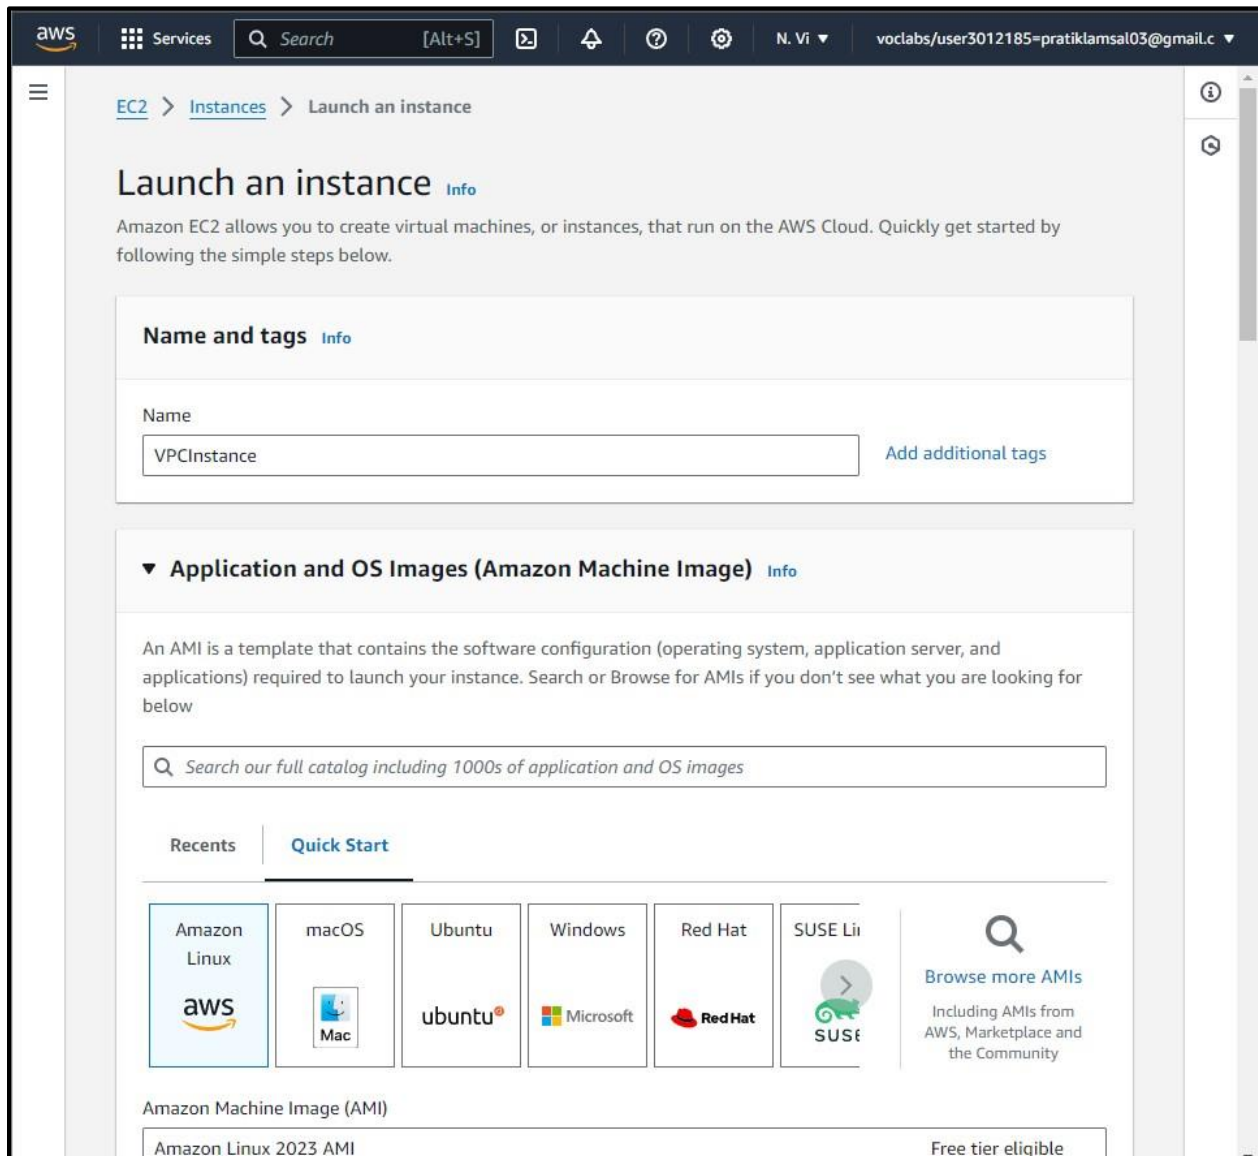 aws Services Search [Alt+S] N. Vi voclabs/user3012185=pratiklamsal03@gmail.c
EC2 > Instances > Launch an instance
Launch an instance Info
Amazon EC2 allows you to create virtual machines, or instances, that run on the AWS Cloud. Quickly get started by
following the simple steps below.
Name and tags Info
Name
VPCInstance
Add additional tags
Application and OS Images (Amazon Machine Image) Info
An AMI is a template that contains the software configuration (operating system, application server, and
applications) required to launch your instance. Search or Browse for AMIs if you don't see what you are looking for
below
Search our full catalog including 1000s of application and OS images
Recents Quick Start
Amazon
Linux
aws
macOS
Mac
Ubuntu
ubuntu
Windows
Microsoft
Red Hat
RedHat
SUSE Li
SUSE
Browse more AMIs
Including AMIs from
AWS, Marketplace and
the Community
Amazon Machine Image (AMI)
Amazon Linux 2023 AMI
Free tier eligible